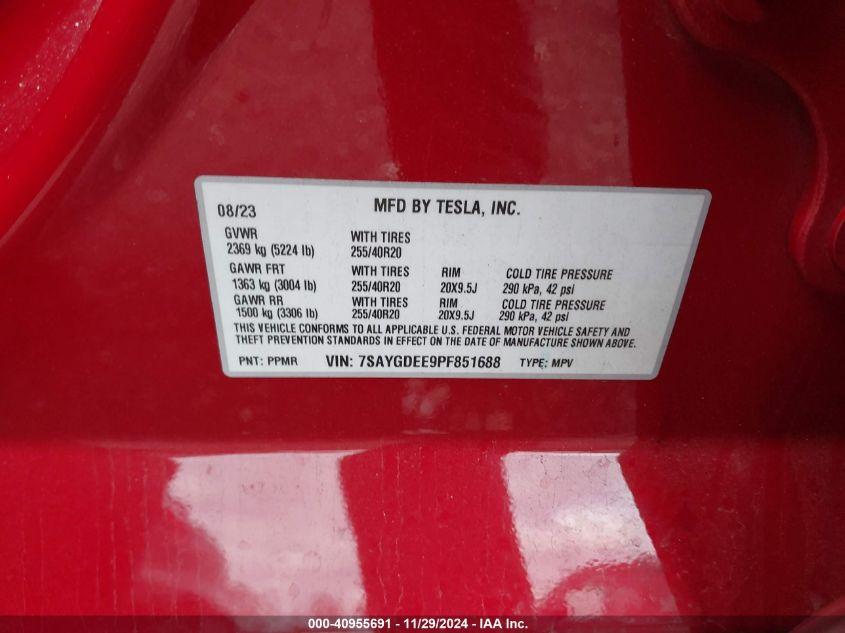 08/23 MFD BY TESLA, INC.
GVWR WITH TIRES
2369 kg (5224 lb) 255/40R20
GAWR FRT WITH TIRES RIM COLD TIRE PRESSURE
1363 kg (3004 lb) 255/40R20 20X9.5J 290 kPa, 42 psi
GAWR RR WITH TIRES RIM COLD TIRE PRESSURE
1500 kg (3306 lb) 255/40R20 20X9.5J 290 kPa, 42 psi
THIS VEHICLE CONFORMS TO ALL APPLICABLE U.S. FEDERAL MOTOR VEHICLE SAFETY AND
THEFT PREVENTION STANDARDS IN EFFECT ON THE DATE OF MANUFACTURE SHOWN ABOVE.
PNT: PPMR VIN: 7SAYGDEE9PF851688 TYPE: MPV
000-40955691 - 11/29/2024 - IAA Inc.